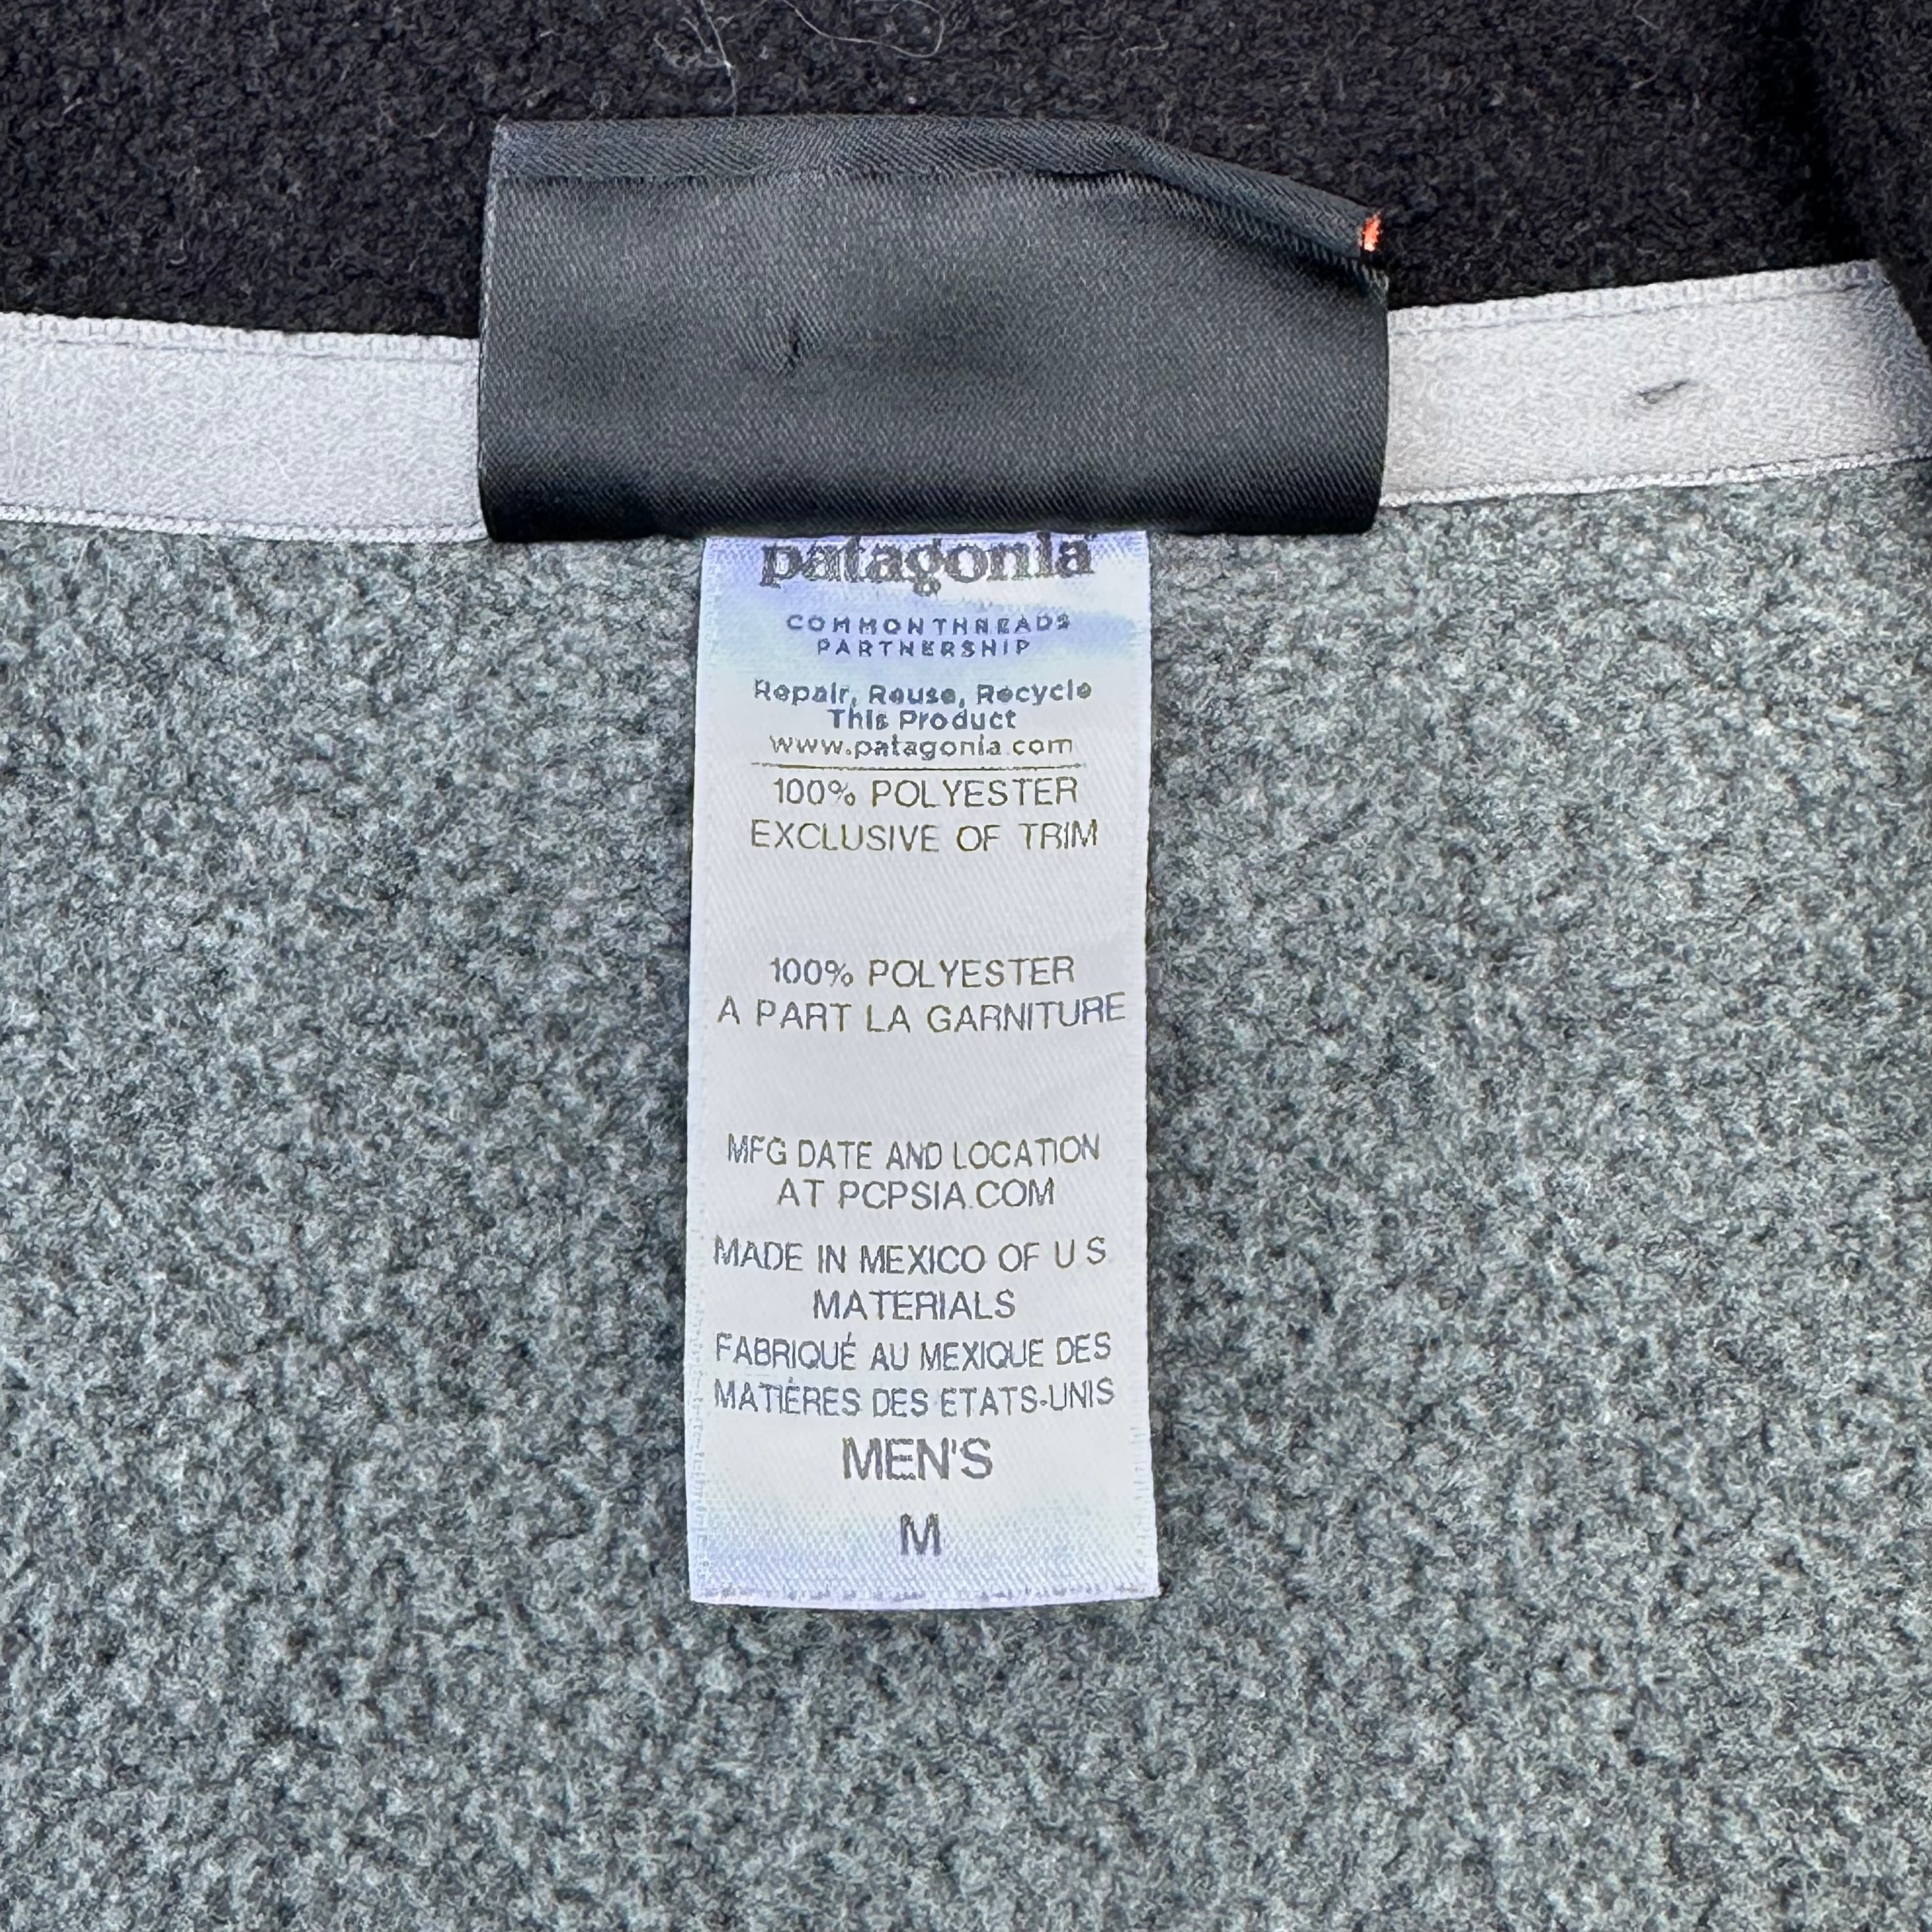 patagonia
COMMON THREADS
PARTNERSHIP
Repair, Reuse, Recycle
This Product
www.patagonia.com
100% POLYESTER
EXCLUSIVE OF TRIM
100% POLYESTER
A PART LA GARNITURE
MFG DATE AND LOCATION
AT PCPSIA.COM
MADE IN MEXICO OF U S
MATERIALS
FABRIQUÉ AU MEXIQUE DES
MATIÈRES DES ETATS-UNIS
MEN'S
M